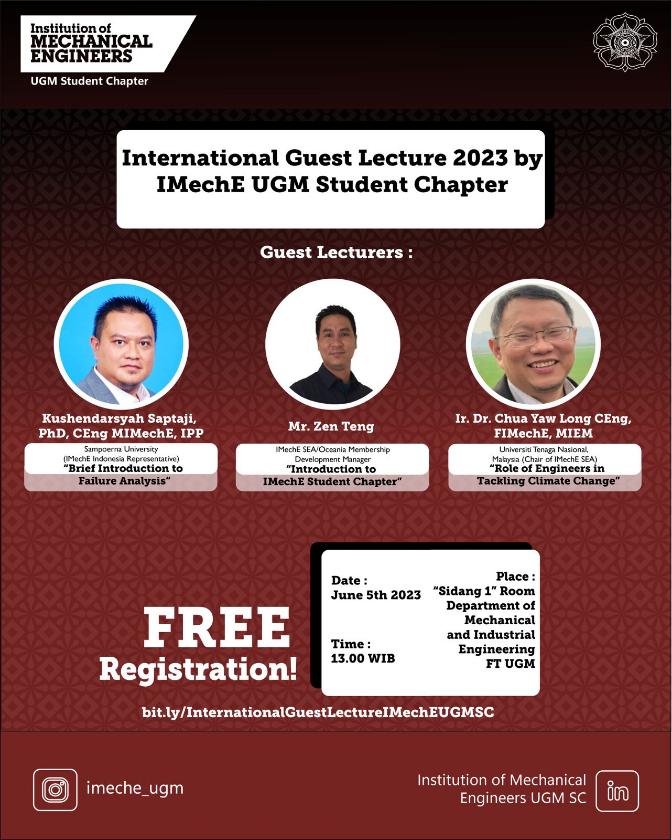 Institution of
MECHANICAL
ENGINEERS
UGM Student Chapter
International Guest Lecture 2023 by
IMechE UGM Student Chapter
Guest Lecturers :
Kushendarsyah Saptaji,
PhD, CEng MIMechE, IPP
Sampoerna University
(IMechE Indonesia Representative)
"Brief Introduction to
Failure Analysis"
Mr. Zen Teng
IMechE SEA/Oceania Membership
Development Manager
"Introduction to
IMechE Student Chapter"
Ir. Dr. Chua Yaw Long CEng,
FIMechE, MIEM
Universiti Tenaga Nasional,
Malaysia (Chair of IMechE SEA)
"Role of Engineers in
Tackling Climate Change"
FREE
Registration!
Date :
June 5th 2023
Time :
13.00 WIB
Place :
"Sidang 1" Room
Department of
Mechanical
and Industrial
Engineering
FT UGM
bit.ly/InternationalGuestLectureIMechEUGMSC
imeche_ugm
Institution of Mechanical
Engineers UGM SC
in